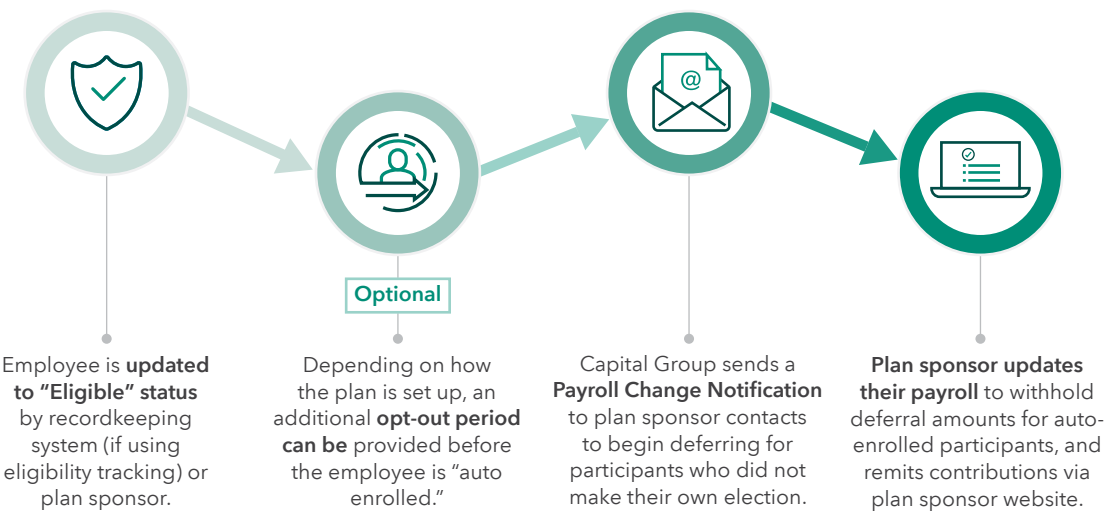 @
Optional
Employee is updated
to “Eligible” status
by recordkeeping
system (if using
eligibility tracking) or
plan sponsor.
Depending on how
the plan is set up, an
additional opt-out period
can be provided before
the employee is “auto
enrolled.”
Capital Group sends a
Payroll Change Notification
to plan sponsor contacts
to begin deferring for
participants who did not
make their own election.
Plan sponsor updates
their payroll to withhold
deferral amounts for auto-
enrolled participants, and
remits contributions via
plan sponsor website.